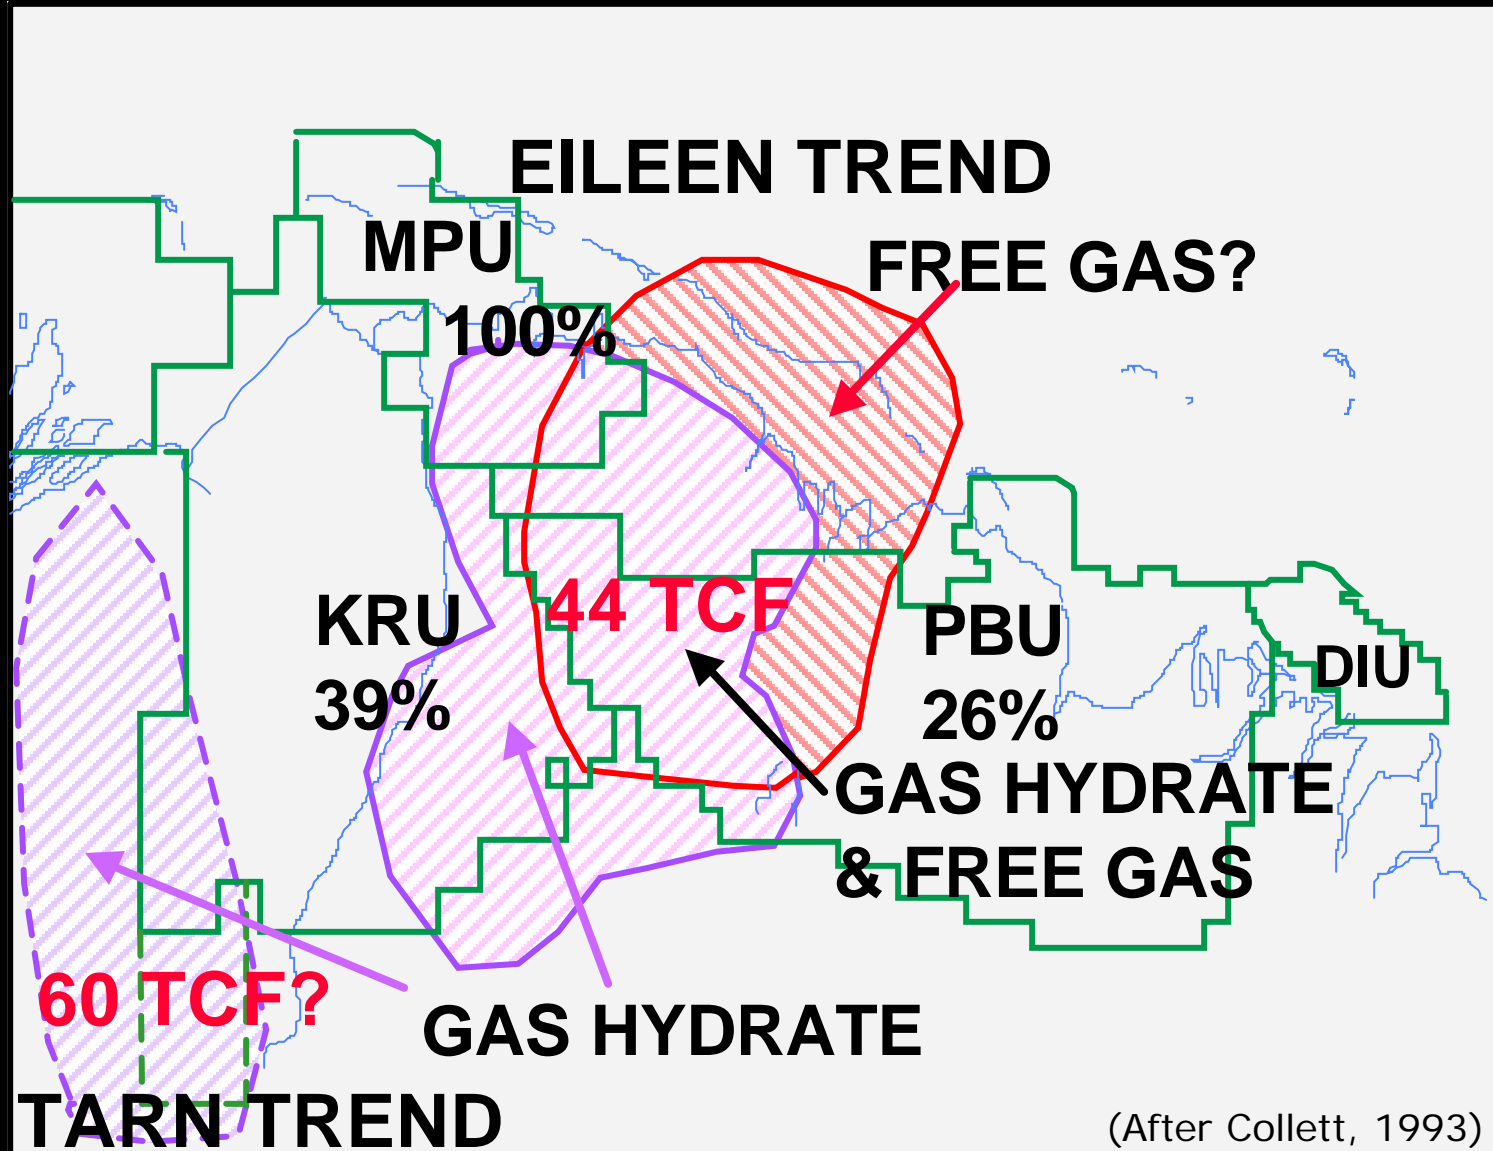 EILEEN TREND
MPU
100%
FREE GAS?
KRU
39%
44 TCF
PBU
26%
DIU
GAS HYDRATE
& FREE GAS
60 TCF?
GAS HYDRATE
TARN TREND
(After Collett, 1993)